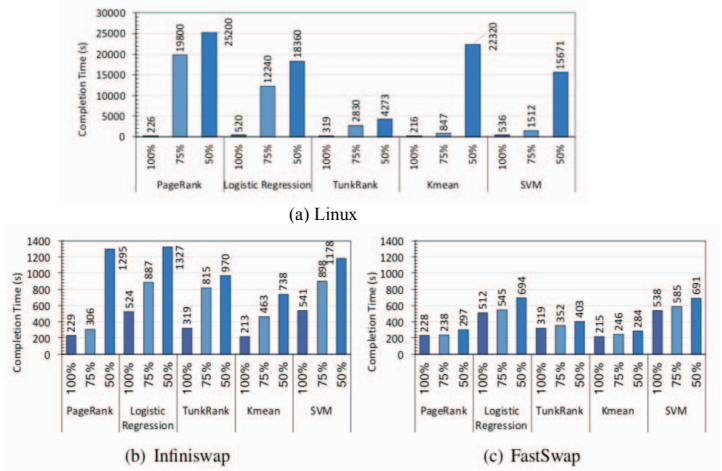 30000
25000
20000
15000
10000
5000
0
Completion Time (s)
226 19800 25200 520 12240 18360 319 2830 4273 216 847 22320 536 1512 15671
100% 75% 50% 100% 75% 50% 100% 75% 50% 100% 75% 50% 100% 75% 50%
PageRank Logistic Regression TunkRank Kmean SVM
(a) Linux
1400
1200
1000
800
600
400
200
0
Completion Time (s)
229 306 1295 524 887 1327 319 815 970 213 463 738 541 898 1178
100% 75% 50% 100% 75% 50% 100% 75% 50% 100% 75% 50% 100% 75% 50%
PageRank Logistic TunkRank Kmean SVM
Regression
(b) Infiniswap
1400
1200
1000
800
600
400
200
0
Completion Time (s)
228 238 297 512 545 694 319 352 403 215 246 284 538 585 691
100% 75% 50% 100% 75% 50% 100% 75% 50% 100% 75% 50% 100% 75% 50%
PageRank Logistic TunkRank Kmean SVM
Regression
(c) FastSwap